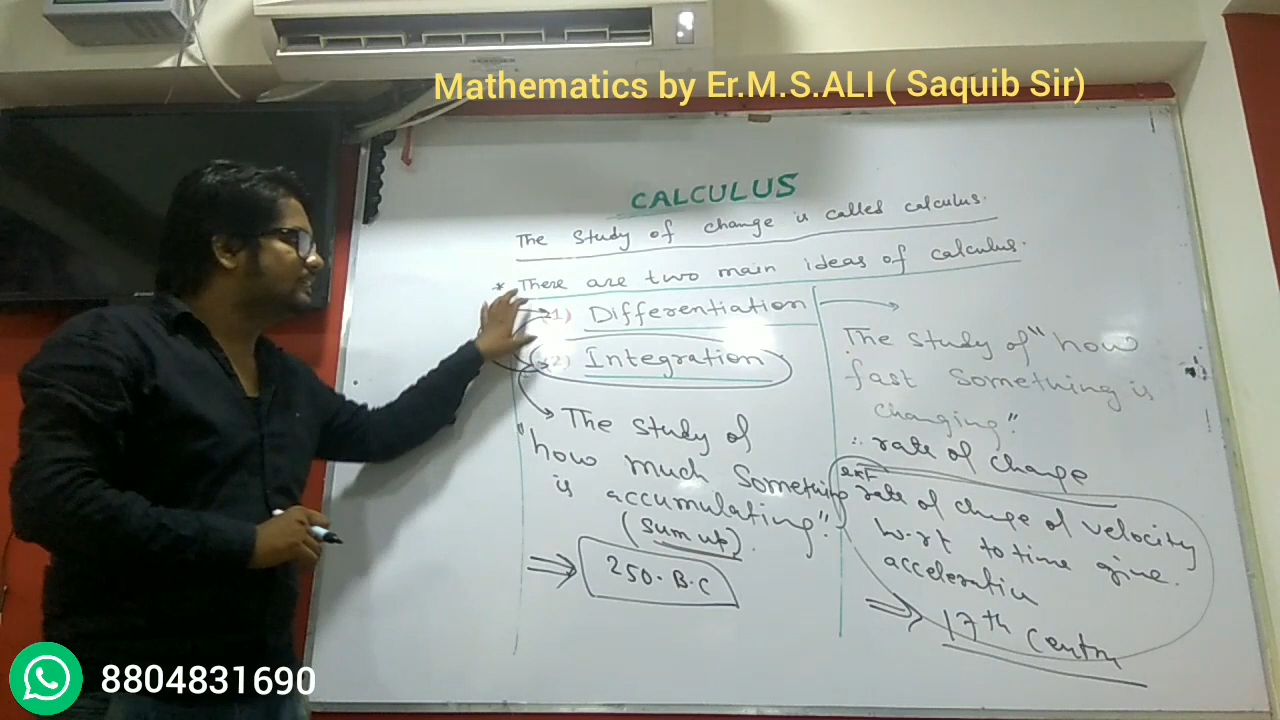 Mathematics by Er.M.S.ALI ( Saquib Sir)
CALCULUS
The study of change is called calculus.
* There are two main ideas of calculus.
1) Differentiation
2) Integration
→ The study of
"how much something
is accumulating".
(sum up).
⇒ 250. B.C
→
The study of "how
fast something is
changing".
∴ rate of change
rate of change of velocity
w.r.t to time give
acceleration
⇒ 17th
8804831690